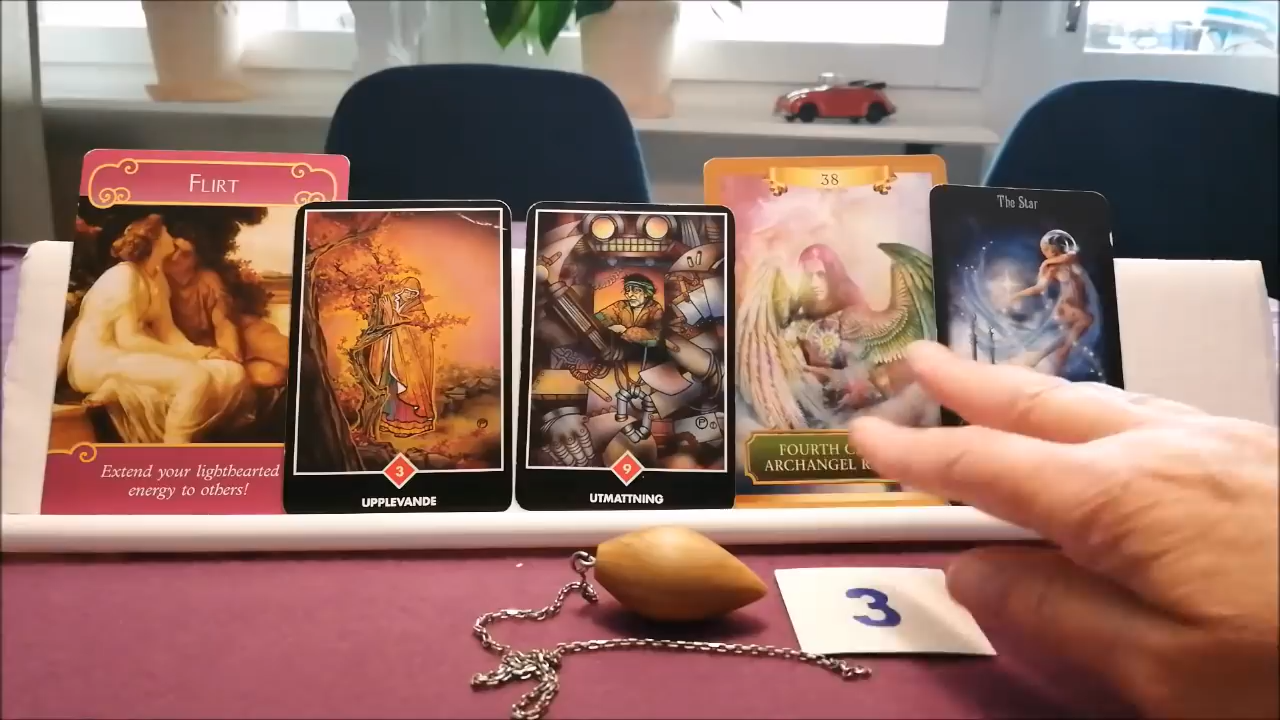 FLIRT
Extend your lighthearted
energy to others!
3
UPPLEVANDE
9
UTMATTNING
38
FOURTH
ARCHANGEL
The Star
3